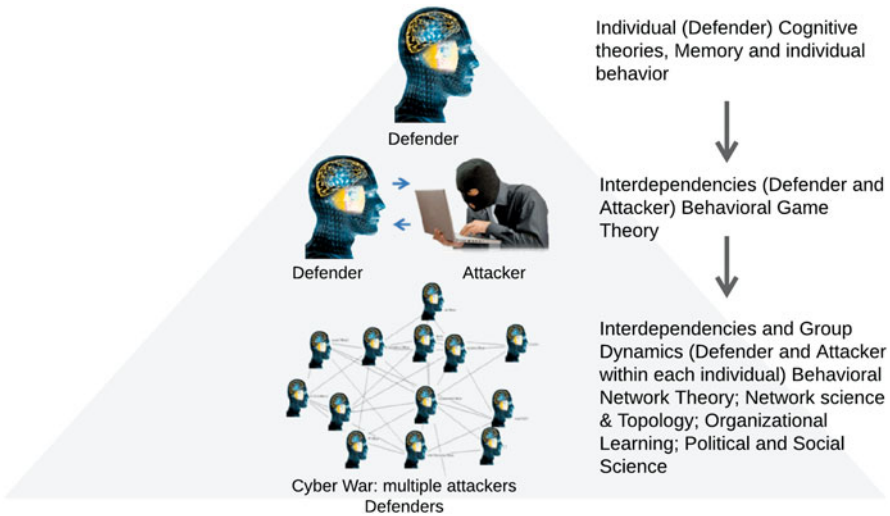 Individual (Defender) Cognitive
theories, Memory and individual
behavior
Defender
Interdependencies (Defender and
Attacker) Behavioral Game
Theory
Defender
Attacker
Interdependencies and Group
Dynamics (Defender and Attacker
within each individual) Behavioral
Network Theory; Network science
& Topology; Organizational
Learning; Political and Social
Science
Cyber War: multiple attackers
Defenders